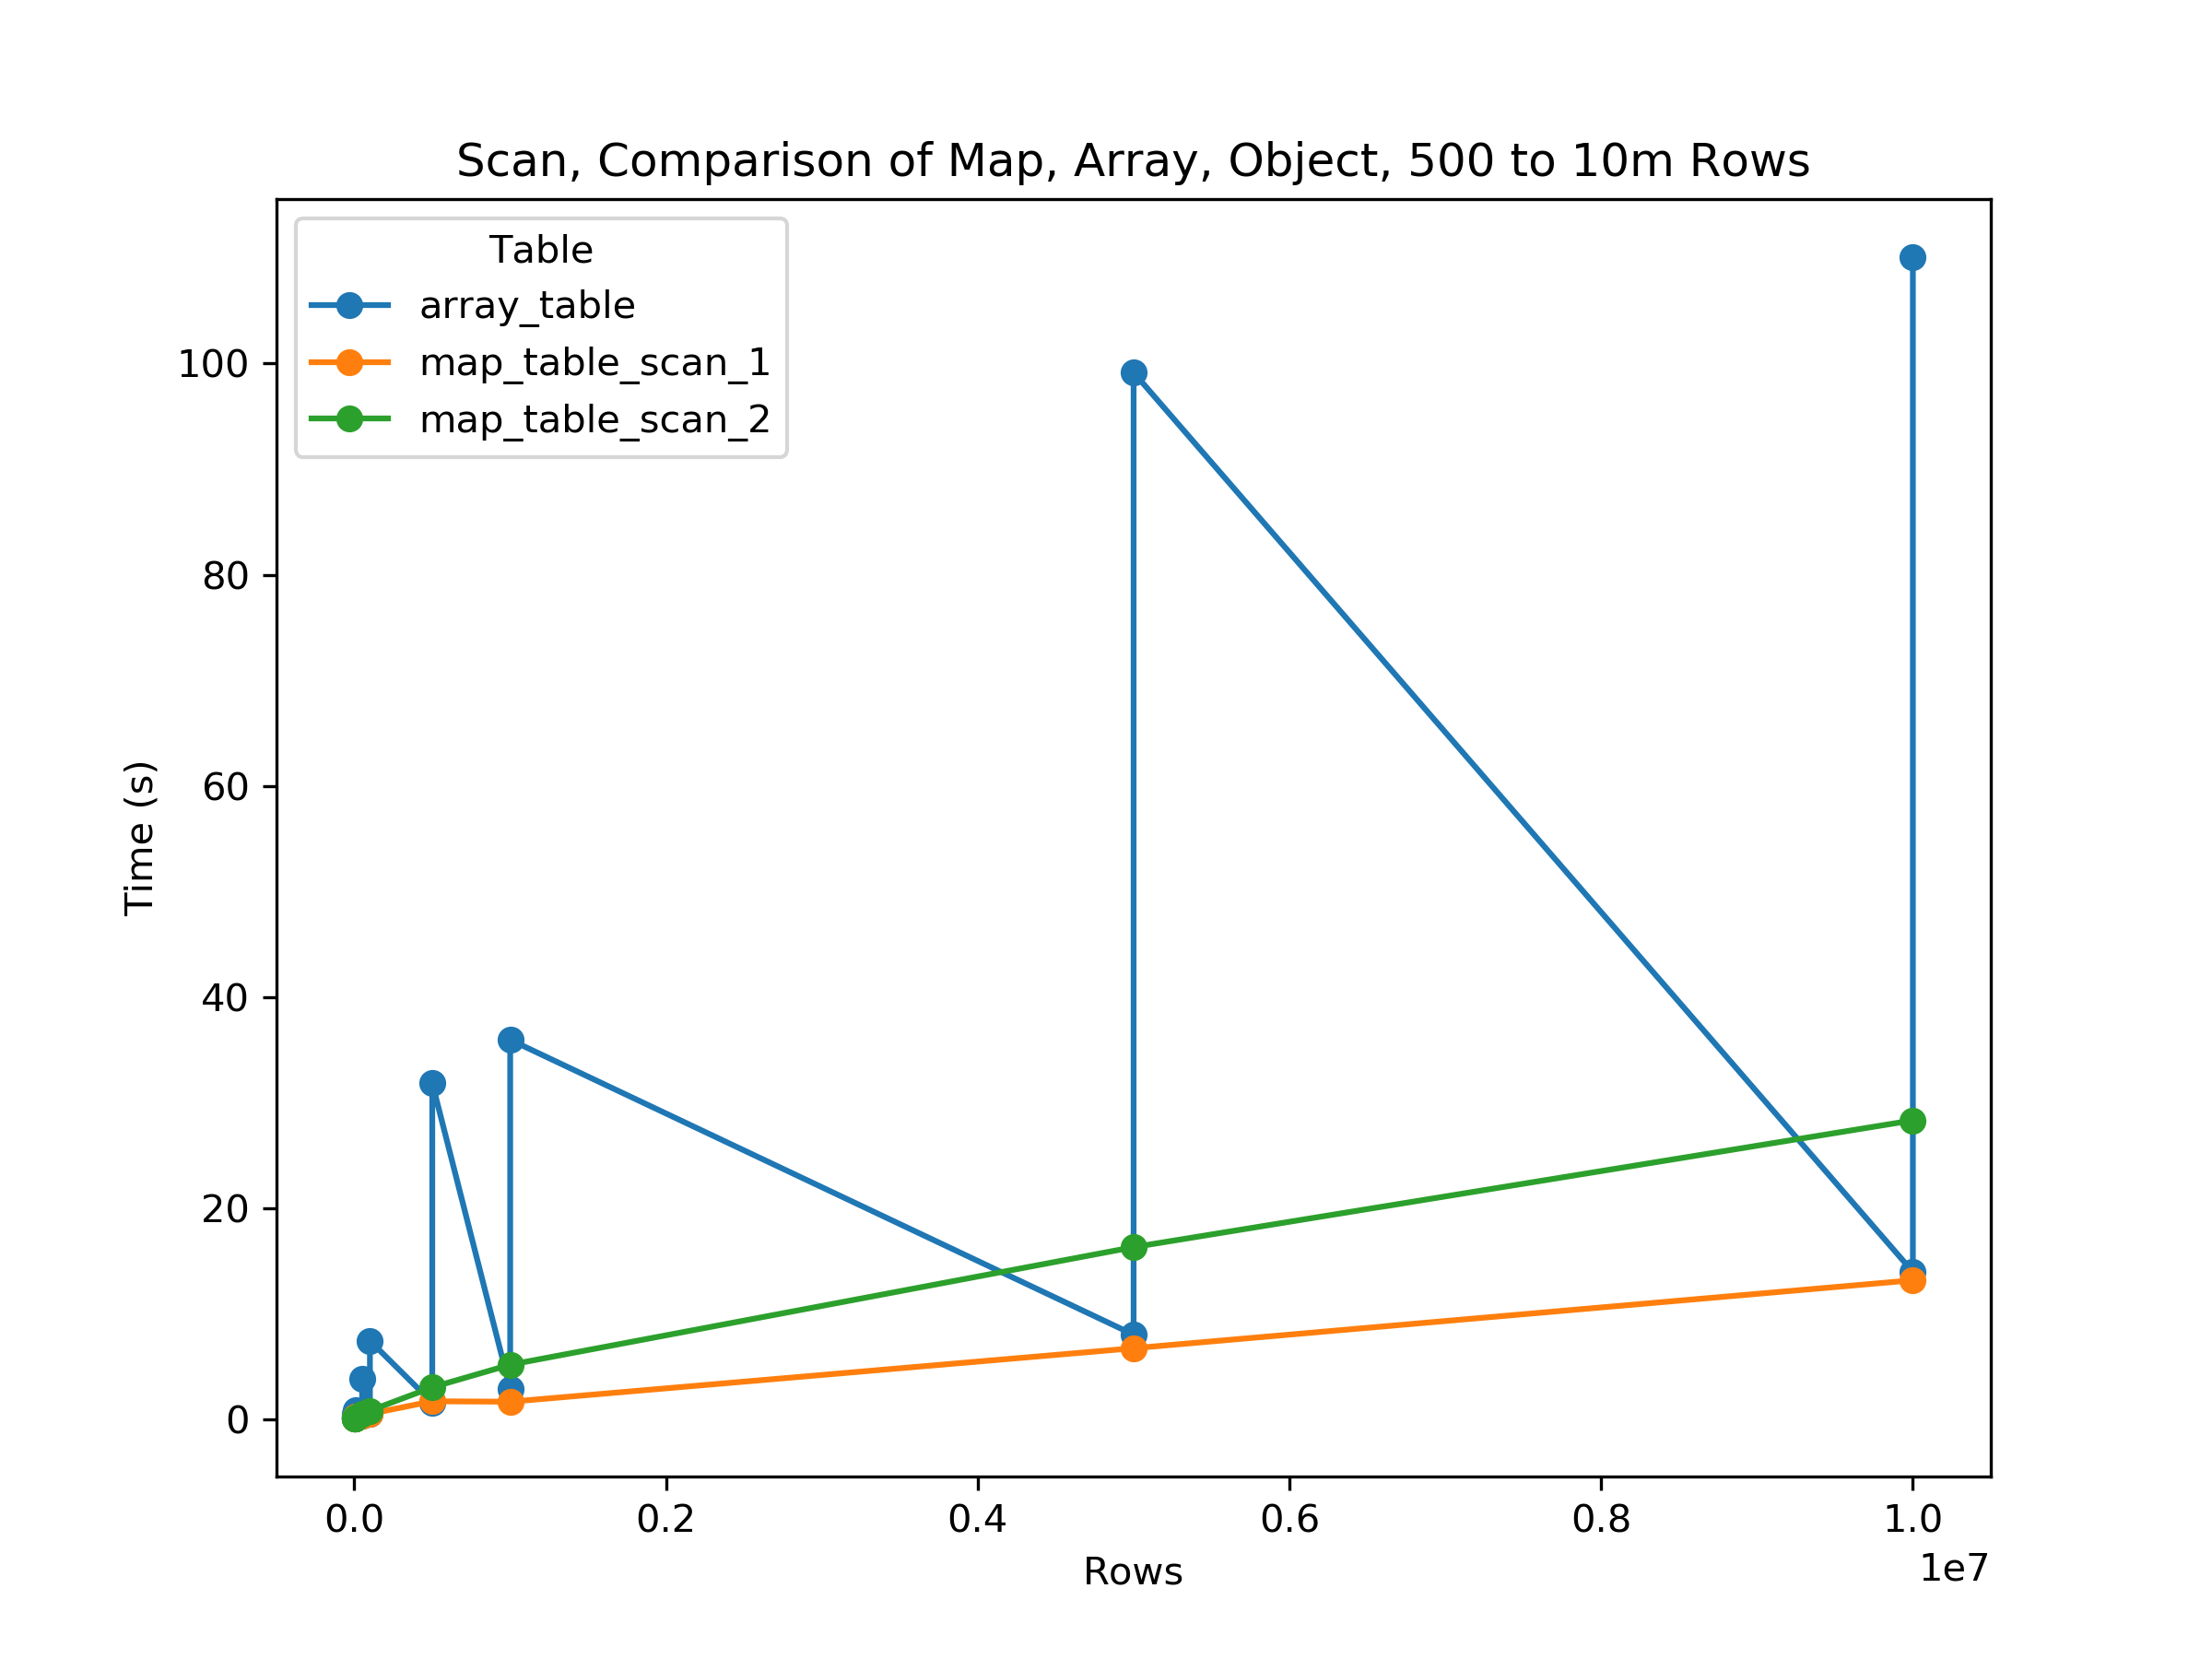 Scan, Comparison of Map, Array, Object, 500 to 10m Rows
Table
array_table
map_table_scan_1
map_table_scan_2
100
80
60
40
20
0
Time (s)
0.0 0.2 0.4 0.6 0.8 1.0
1e7
Rows